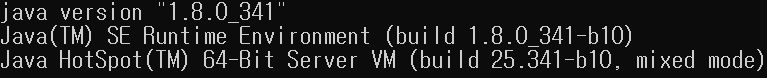 java version "1.8.0_341"
Java(TM) SE Runtime Environment (build 1.8.0_341-b10)
Java HotSpot(TM) 64-Bit Server VM (build 25.341-b10, mixed mode)